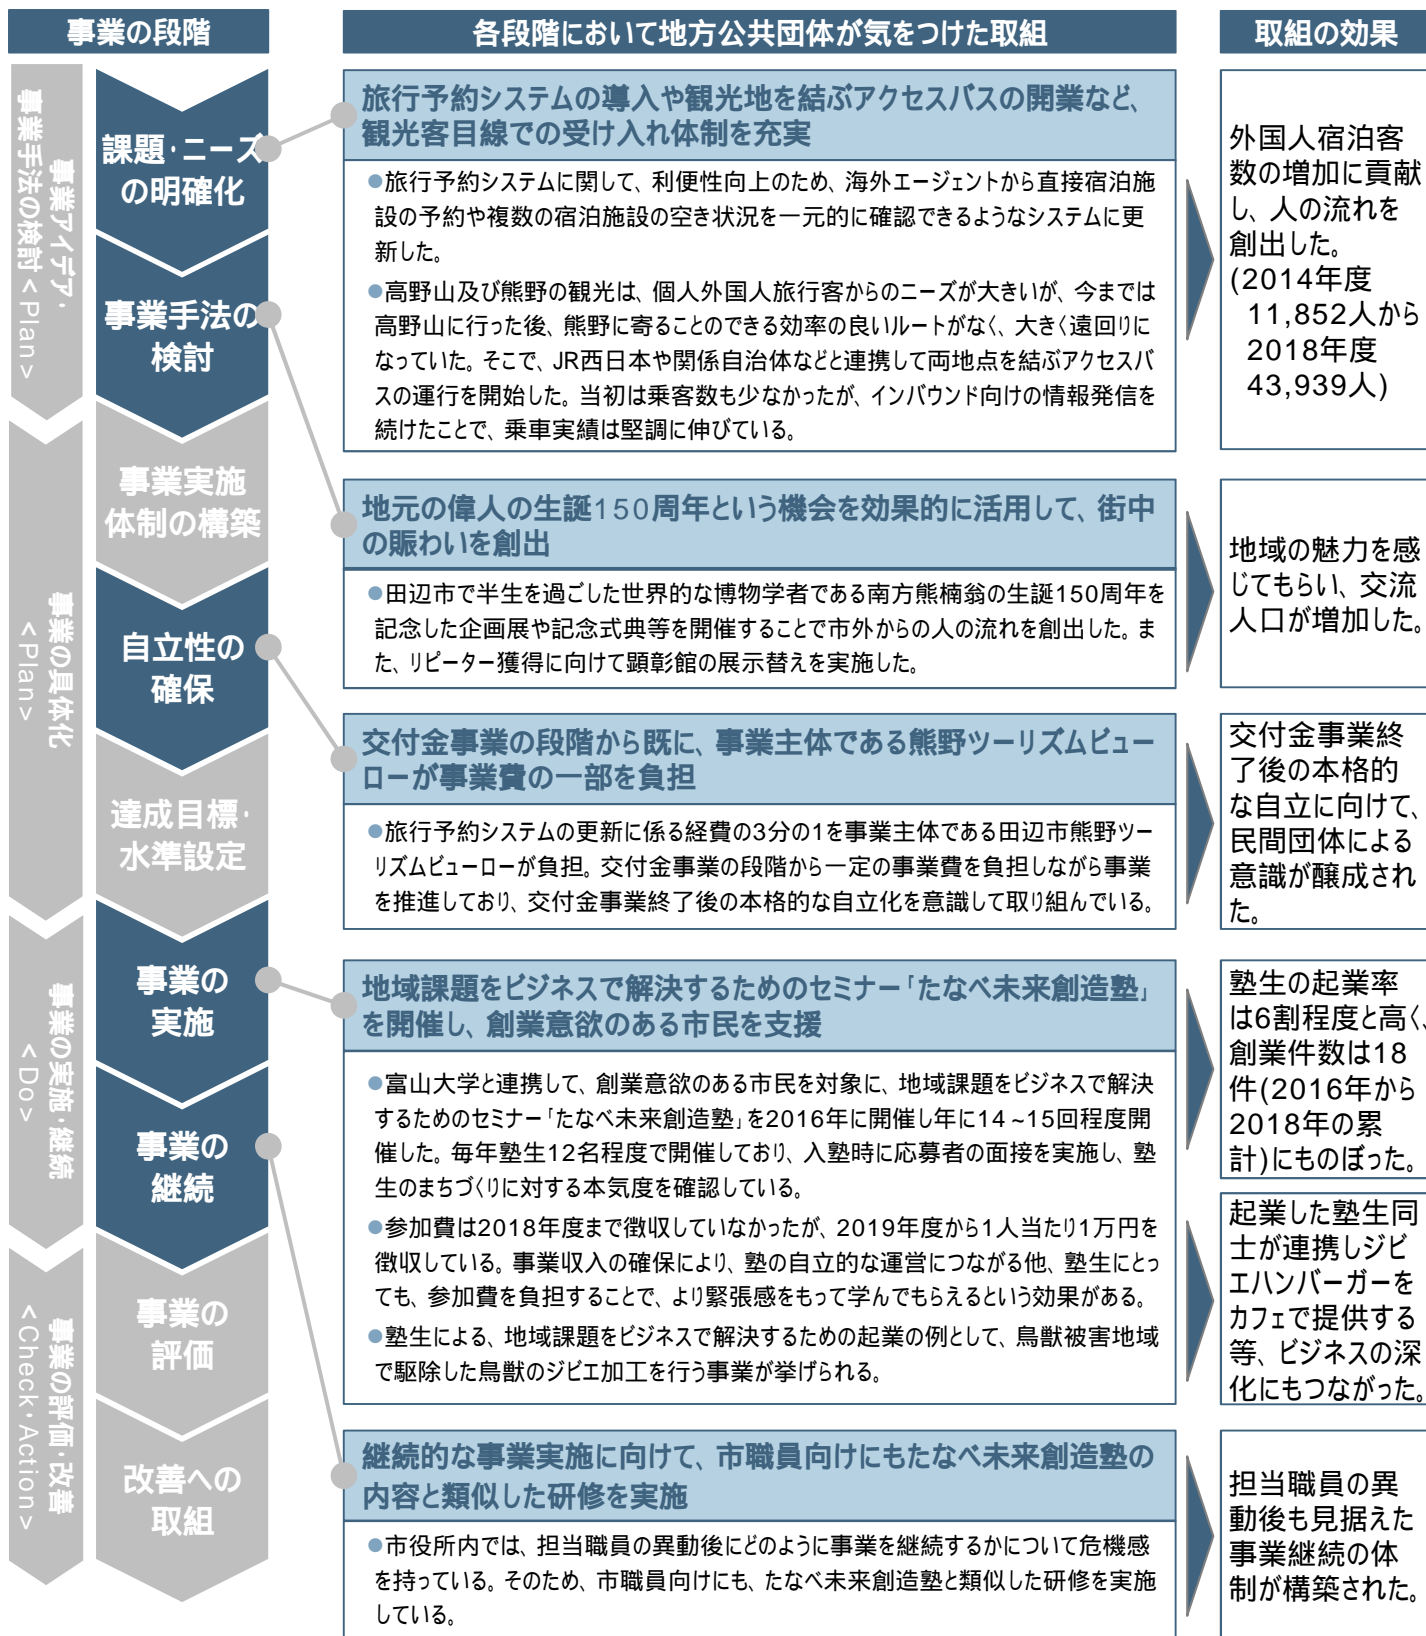 事業の段階
各段階において地方公共団体が気をつけた取組
取組の効果
事業アイデア・
事業手法の検討<Plan>
課題・ニーズ
の明確化
事業手法の
検討
事業の具体化
<Plan>
事業実施
体制の構築
自立性の
確保
達成目標・
水準設定
事業の実施・継続
<Do>
事業の
実施
事業の
継続
事業の評価・改善
<Check・Action>
事業の
評価
改善への
取組
旅行予約システムの導入や観光地を結ぶアクセスバスの開業など、
観光客目線での受け入れ体制を充実
●旅行予約システムに関して、利便性向上のため、海外エージェントから直接宿泊施
設の予約や複数の宿泊施設の空き状況を一元的に確認できるようなシステムに更
新した。
●高野山及び熊野の観光は、個人外国人旅行客からのニーズが大きいが、今までは
高野山に行った後、熊野に寄ることのできる効率の良いルートがなく、大きく遠回りに
なっていた。そこで、JR西日本や関係自治体などと連携して両地点を結ぶアクセスバ
スの運行を開始した。当初は乗客数も少なかったが、インバウンド向けの情報発信を
続けたことで、乗車実績は堅調に伸びている。
外国人宿泊客
数の増加に貢献
し、人の流れを
創出した。
(2014年度
11,852人から
2018年度
43,939人)
地元の偉人の生誕150周年という機会を効果的に活用して、街中
の賑わいを創出
●田辺市で半生を過ごした世界的な博物学者である南方熊楠翁の生誕150周年を
記念した企画展や記念式典等を開催することで市外からの人の流れを創出した。ま
た、リピーター獲得に向けて顕彰館の展示替えを実施した。
地域の魅力を感
じてもらい、交流
人口が増加した。
交付金事業の段階から既に、事業主体である熊野ツーリズムビュー
ローが事業費の一部を負担
●旅行予約システムの更新に係る経費の3分の1を事業主体である田辺市熊野ツー
リズムビューローが負担。交付金事業の段階から一定の事業費を負担しながら事業
を推進しており、交付金事業終了後の本格的な自立化を意識して取り組んでいる。
交付金事業終
了後の本格的
な自立に向けて、
民間団体による
意識が醸成され
た。
地域課題をビジネスで解決するためのセミナー「たなべ未来創造塾」
を開催し、創業意欲のある市民を支援
●富山大学と連携して、創業意欲のある市民を対象に、地域課題をビジネスで解決
するためのセミナー「たなべ未来創造塾」を2016年に開催し年に14~15回程度開
催した。毎年塾生12名程度で開催しており、入塾時に応募者の面接を実施し、塾
生のまちづくりに対する本気度を確認している。
●参加費は2018年度まで徴収していなかったが、2019年度から1人当たり1万円を
徴収している。事業収入の確保により、塾の自立的な運営につながる他、塾生にとっ
ても、参加費を負担することで、より緊張感をもって学んでもらえるという効果がある。
●塾生による、地域課題をビジネスで解決するための起業の例として、鳥獣被害地域
で駆除した鳥獣のジビエ加工を行う事業が挙げられる。
塾生の起業率
は6割程度と高く、
創業件数は18
件(2016年から
2018年の累
計)にものぼった。
起業した塾生同
士が連携しジビ
エハンバーガーを
カフェで提供する
等、ビジネスの深
化にもつながった。
継続的な事業実施に向けて、市職員向けにもたなべ未来創造塾の
内容と類似した研修を実施
●市役所内では、担当職員の異動後にどのように事業を継続するかについて危機感
を持っている。そのため、市職員向けにも、たなべ未来創造塾と類似した研修を実施
している。
担当職員の異
動後も見据えた
事業継続の体
制が構築された。